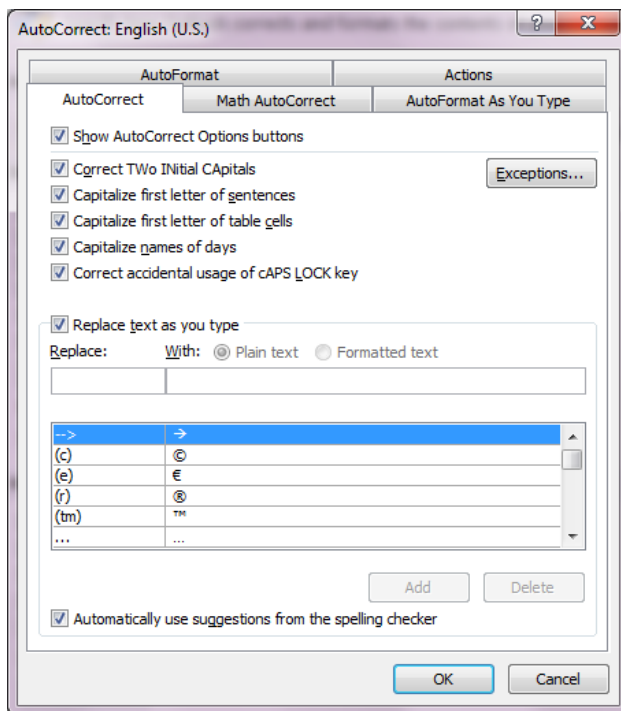 AutoCorrect: English (U.S.)
AutoFormat Actions
AutoCorrect Math AutoCorrect AutoFormat As You Type
Show AutoCorrect Options buttons
Correct TWo INitial CApitals Exceptions...
Capitalize first letter of sentences
Capitalize first letter of table cells
Capitalize names of days
Correct accidental usage of cAPS LOCK key
Replace text as you type
Replace: With: Plain text Formatted text
--> →
(c) ©
(e) €
(r) ®
(tm) ™
... …
Add Delete
Automatically use suggestions from the spelling checker
OK Cancel